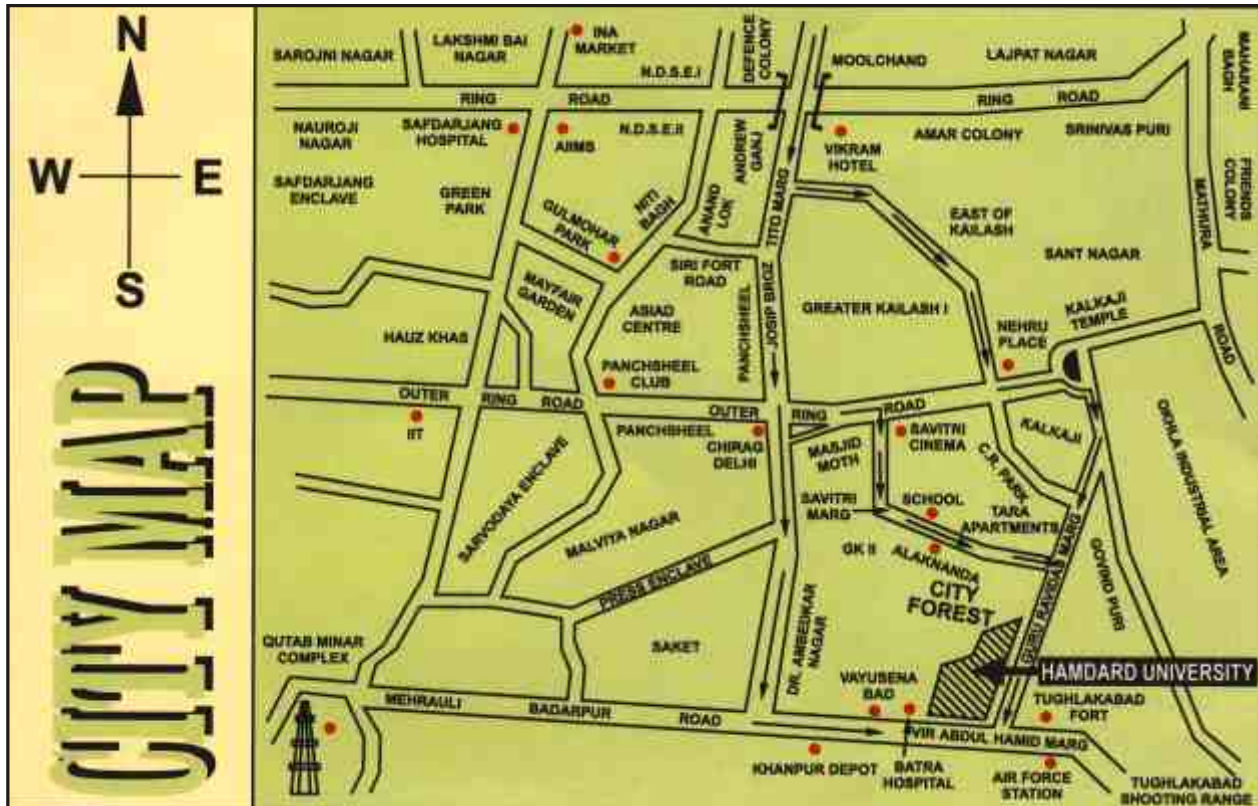 N
W
E
S
CITY MAP
SAROJNI NAGAR
LAKSHMI BAI
NAGAR
INA
MARKET
N.D.S.E.I
DEFENCE
COLONY
MOOLCHAND
LAJPAT NAGAR
MAHARANI
BAGH
RING ROAD
RING ROAD
NAUROJI
NAGAR
SAFDARJANG
HOSPITAL
AIIMS
N.D.S.E.II
ANDREW
GANJ
VIKRAM
HOTEL
AMAR COLONY
SRINIVAS PURI
SAFDARJANG
ENCLAVE
GREEN
PARK
GULMOHAR
PARK
NITI
BAGH
ANAND
LOK
JOSIP BROZ TITO MARG
EAST OF
KAILASH
MATHURA ROAD
FRIENDS
COLONY
SANT NAGAR
SIRI FORT
ROAD
MAYFAIR
GARDEN
ASIAD
CENTRE
PANCHSHEEL
GREATER KAILASH I
KALKAJI
TEMPLE
NEHRU
PLACE
HAUZ KHAS
PANCHSHEEL
CLUB
OUTER RING ROAD
OUTER RING ROAD
IIT
PANCHSHEEL
CHIRAG
DELHI
MASJID
MOTH
SAVITRI
CINEMA
KALKAJI
C.R. PARK
OKHLA INDUSTRIAL AREA
SARVODAYA ENCLAVE
MALVIYA NAGAR
SAVITRI
MARG
SCHOOL
TARA
APARTMENTS
GK II
ALAKNANDA
GURU RAVIDAS MARG
GOVIND PURI
PRESS ENCLAVE
CITY
FOREST
SAKET
DR. AMBEDKAR
NAGAR
QUTAB MINAR
COMPLEX
HAMDARD UNIVERSITY
VAYUSENA
BAD
TUGHLAKABAD
FORT
MEHRAULI BADARPUR ROAD
VIR ABDUL HAMID MARG
KHANPUR DEPOT
BATRA
HOSPITAL
AIR FORCE
STATION
TUGHLAKABAD
SHOOTING RANGE